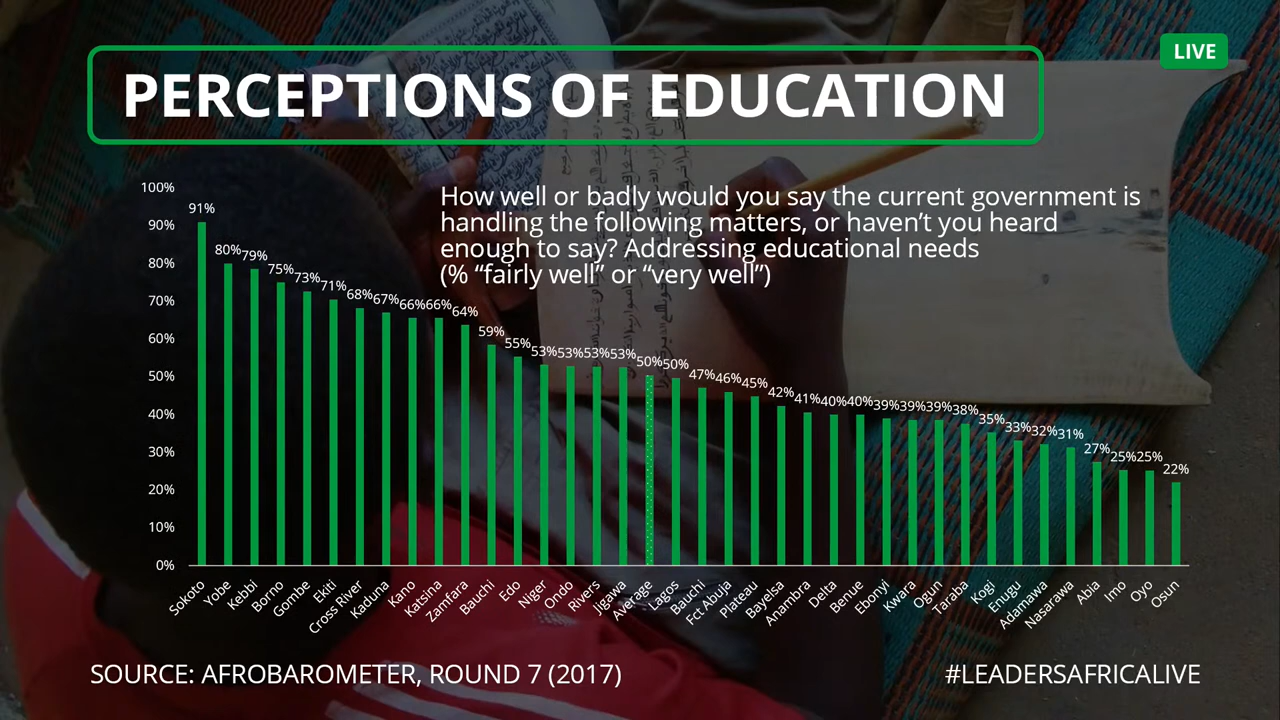 LIVE
PERCEPTIONS OF EDUCATION
How well or badly would you say the current government is
handling the following matters, or haven’t you heard
enough to say? Addressing educational needs
(% “fairly well” or “very well”)
100%
90%
80%
70%
60%
50%
40%
30%
20%
10%
0%
91% 80% 79% 75% 73% 71% 68% 67% 66% 66% 64% 59% 55% 53% 53% 53% 53% 50% 50% 47% 46% 45% 42% 41% 40% 40% 39% 39% 39% 38% 35% 33% 32% 31% 27% 25% 25% 22%
Sokoto Yobe Kebbi Borno Gombe Ekiti Cross River Kaduna Kano Katsina Zamfara Bauchi Edo Niger Ondo Rivers Jigawa Average Lagos Bauchi Fct Abuja Plateau Bayelsa Anambra Delta Benue Ebonyi Kwara Ogun Taraba Kogi Enugu Adamawa Nasarawa Abia Imo Oyo Osun
SOURCE: AFROBAROMETER, ROUND 7 (2017)
#LEADERSAFRICALIVE